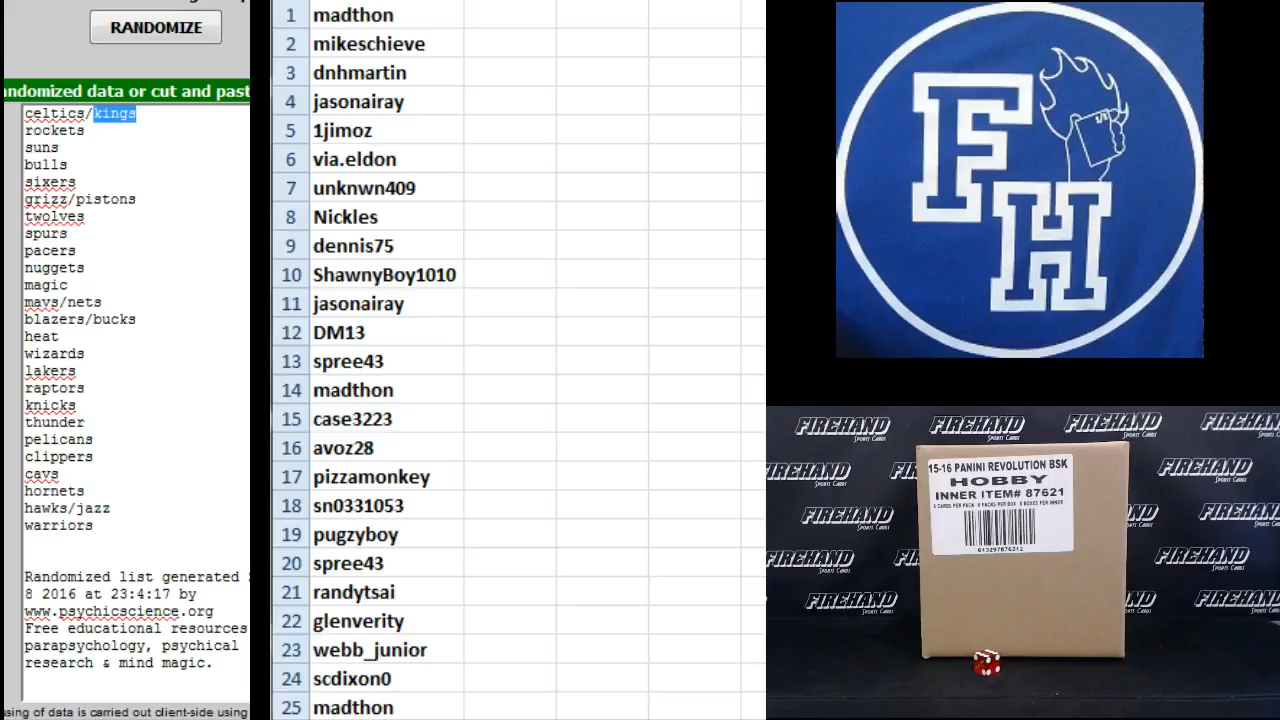 RANDOMIZE
ndomized data or cut and past
celtics/kings
rockets
suns
bulls
sixers
grizz/pistons
twolves
spurs
pacers
nuggets
magic
mavs/nets
blazers/bucks
heat
wizards
lakers
raptors
knicks
thunder
pelicans
clippers
cavs
hornets
hawks/jazz
warriors
Randomized list generated
8 2016 at 23:4:17 by
www.psychicscience.org
Free educational resources
parapsychology, psychical
research & mind magic.
ssing of data is carried out client-side using
1 madthon
2 mikeschieve
3 dnhmartin
4 jasonairay
5 1jimoz
6 via.eldon
7 unknwn409
8 Nickles
9 dennis75
10 ShawnyBoy1010
11 jasonairay
12 DM13
13 spree43
14 madthon
15 case3223
16 avoz28
17 pizzamonkey
18 sn0331053
19 pugzyboy
20 spree43
21 randytsai
22 glenverity
23 webb_junior
24 scdixon0
25 madthon
FH
FIREHAND
Sports Cards
15-16 PANINI REVOLUTION BSK
HOBBY
INNER ITEM# 87621